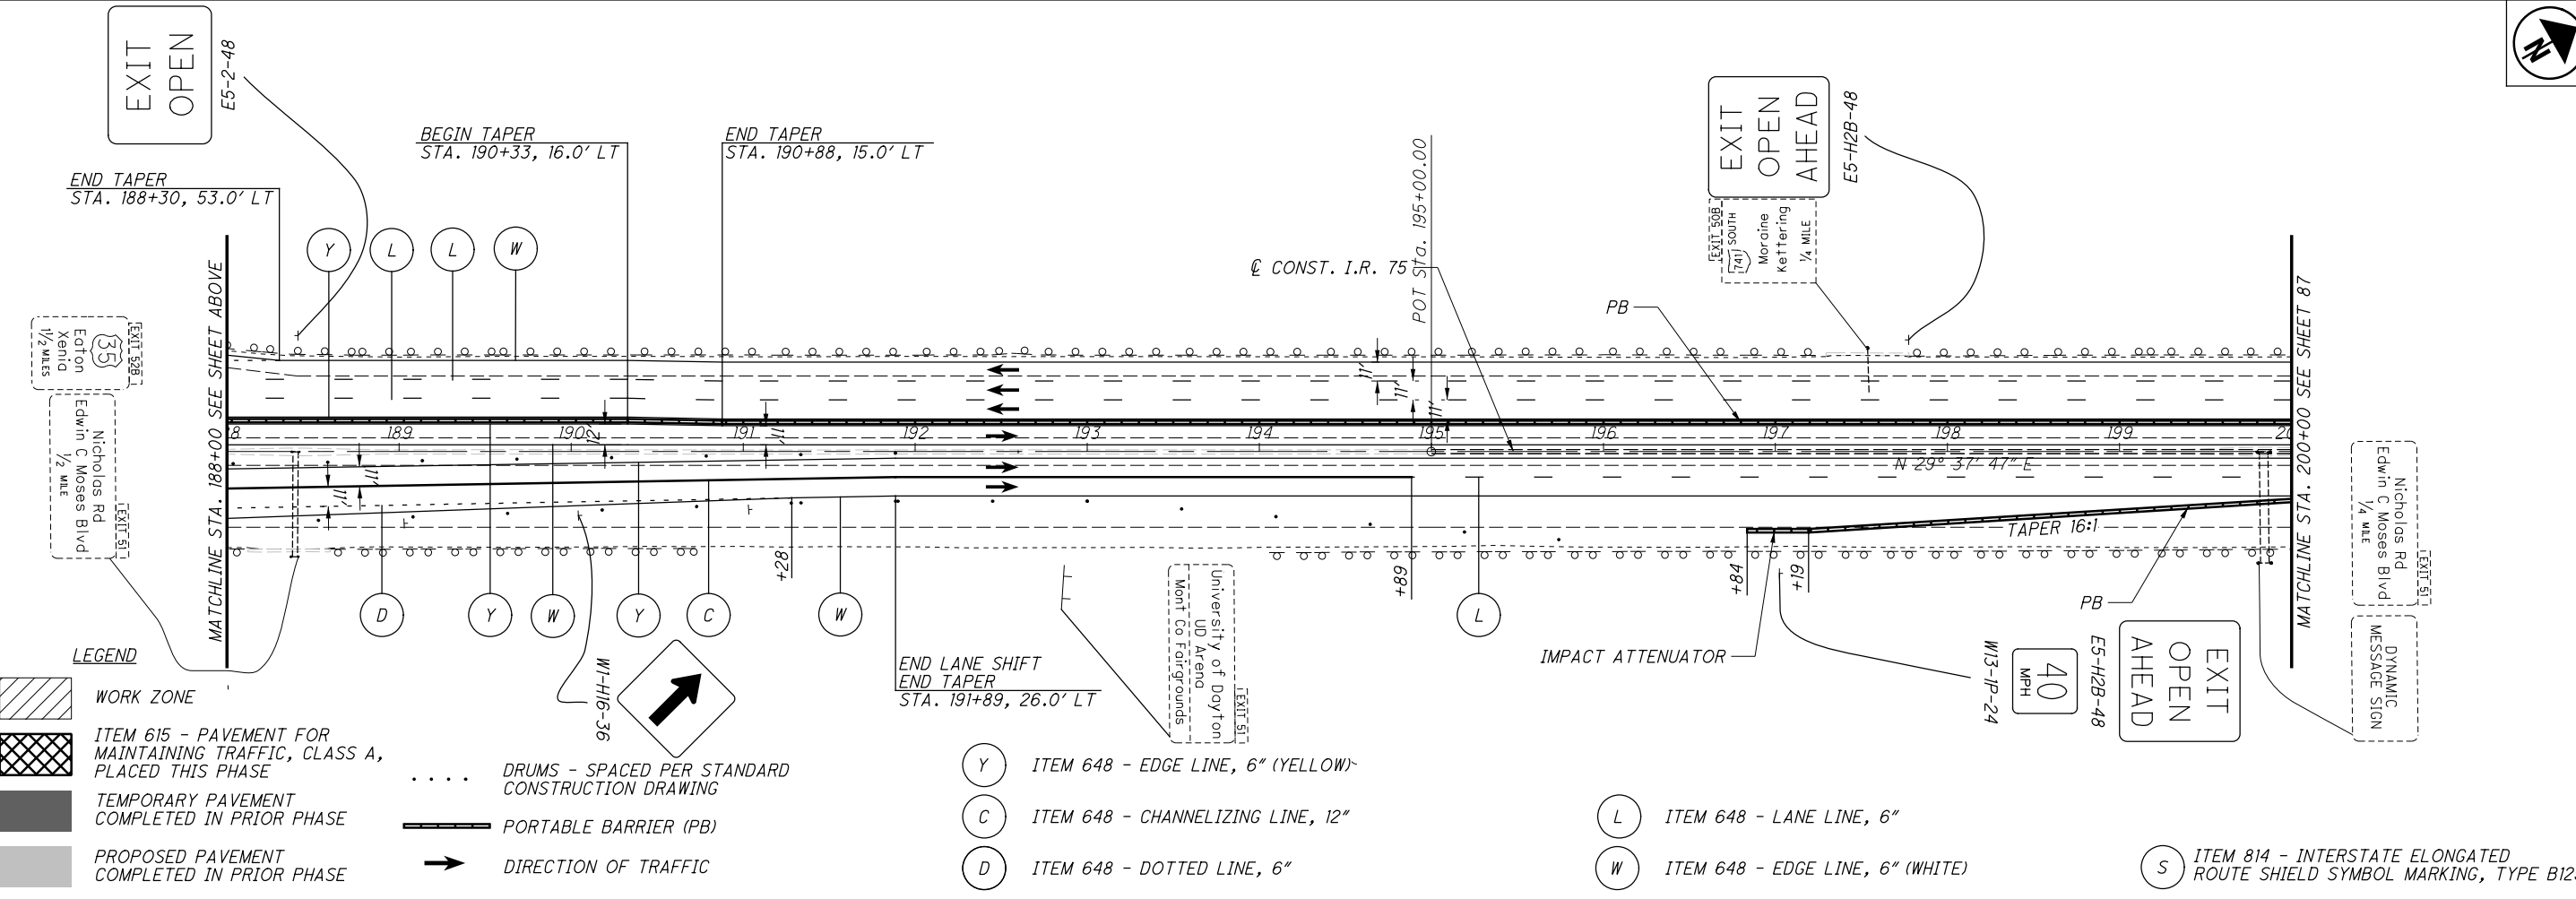 EXIT
OPEN
E5-2-48
END TAPER
STA. 188+30, 53.0' LT
BEGIN TAPER
STA. 190+33, 16.0' LT
END TAPER
STA. 190+88, 15.0' LT
POT Sta. 195+00.00
℄ CONST. I.R. 75
EXIT
OPEN
AHEAD
E5-H2B-48
EXIT 50B
741 SOUTH
Moraine
Kettering
1/4 MILE
PB
N
Y
L
L
W
MATCHLINE STA. 188+00 SEE SHEET ABOVE
MATCHLINE STA. 200+00 SEE SHEET 87
EXIT 52B
35
Eaton
Xenia
1 1/2 MILES
EXIT 51
Nicholas Rd
Edwin C Moses Blvd
1/2 MILE
8
189
190
191
192
193
194
195
196
197
198
199
20
11'
11'
11'
12'
11'
11'
11'
N 29° 37' 47" E
TAPER 16:1
+28
+89
+84
+19
D
Y
W
Y
C
W
L
PB
IMPACT ATTENUATOR
END LANE SHIFT
END TAPER
STA. 191+89, 26.0' LT
W1-H16-36
EXIT 51
University of Dayton
UD Arena
Mont Co Fairgrounds
W13-1P-24
40
MPH
E5-H2B-48
EXIT
OPEN
AHEAD
EXIT 51
Nicholas Rd
Edwin C Moses Blvd
1/4 MILE
DYNAMIC
MESSAGE SIGN
LEGEND
WORK ZONE
ITEM 615 - PAVEMENT FOR
MAINTAINING TRAFFIC, CLASS A,
PLACED THIS PHASE
TEMPORARY PAVEMENT
COMPLETED IN PRIOR PHASE
PROPOSED PAVEMENT
COMPLETED IN PRIOR PHASE
DRUMS - SPACED PER STANDARD
CONSTRUCTION DRAWING
PORTABLE BARRIER (PB)
DIRECTION OF TRAFFIC
Y ITEM 648 - EDGE LINE, 6" (YELLOW)
C ITEM 648 - CHANNELIZING LINE, 12"
D ITEM 648 - DOTTED LINE, 6"
L ITEM 648 - LANE LINE, 6"
W ITEM 648 - EDGE LINE, 6" (WHITE)
S ITEM 814 - INTERSTATE ELONGATED
ROUTE SHIELD SYMBOL MARKING, TYPE